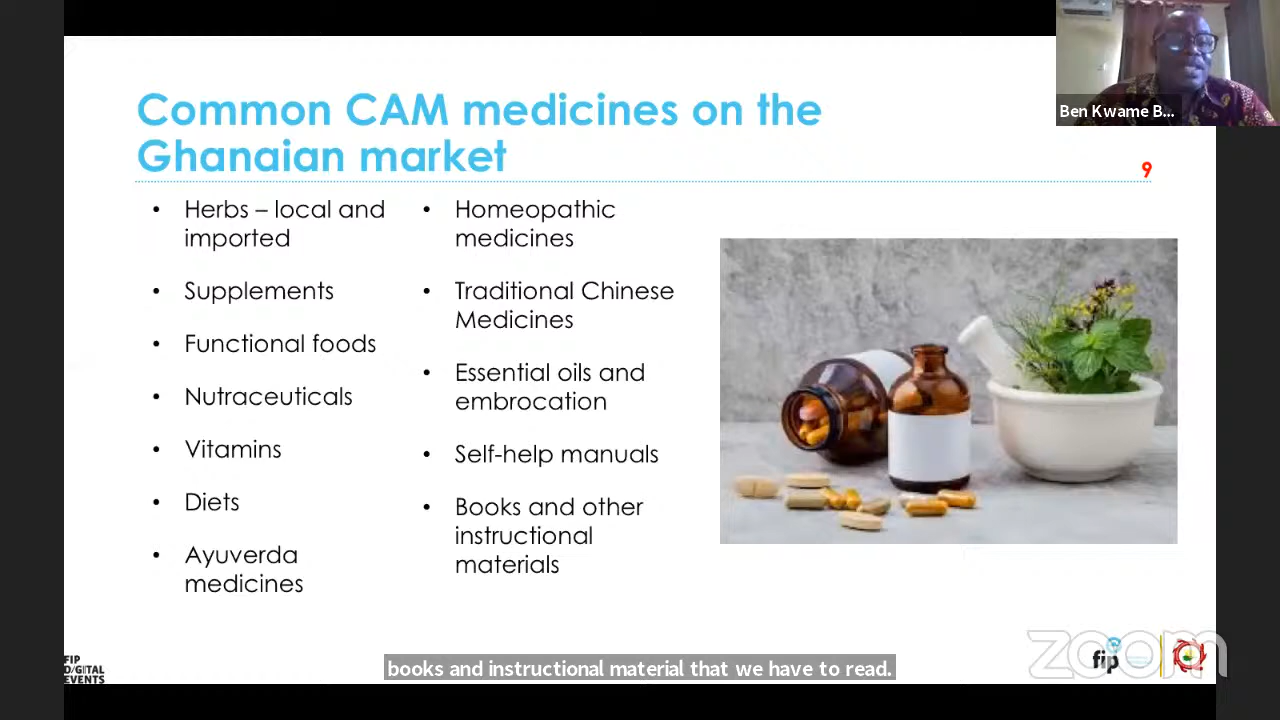 Common CAM medicines on the
Ghanaian market
9
• Herbs – local and
imported
• Supplements
• Functional foods
• Nutraceuticals
• Vitamins
• Diets
• Ayuverda
medicines
• Homeopathic
medicines
• Traditional Chinese
Medicines
• Essential oils and
embrocation
• Self-help manuals
• Books and other
instructional
materials
Ben Kwame B...
books and instructional material that we have to read.
FIP
D/GITAL
EVENTS
fip
zoom